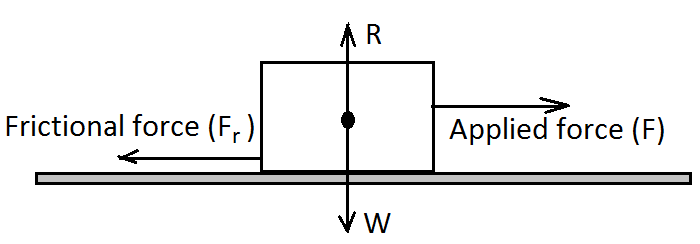 R
Frictional force (Fr )
Applied force (F)
W